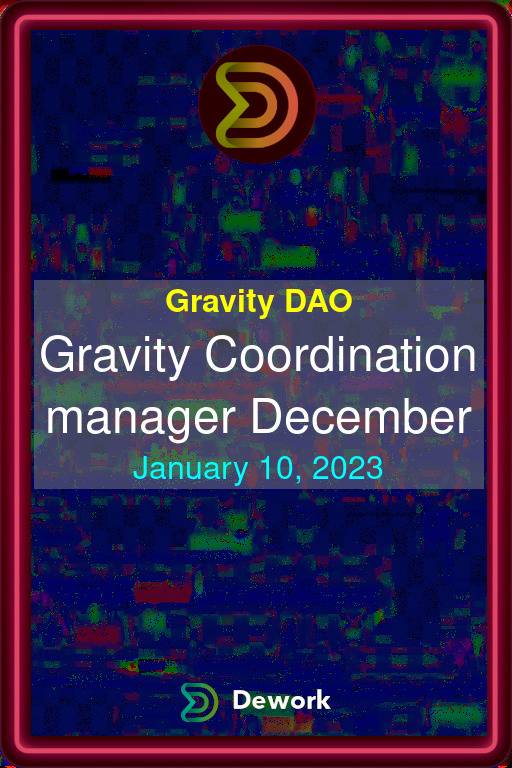 Gravity DAO
Gravity Coordination
manager December
January 10, 2023
Dework